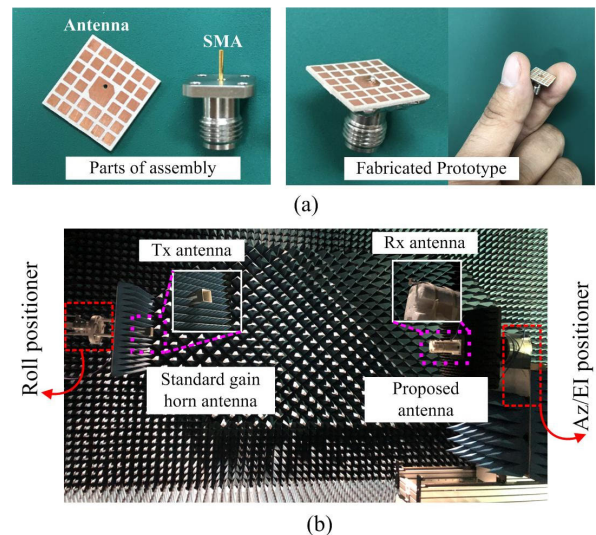 Antenna
SMA
Parts of assembly
Fabricated Prototype
(a)
Tx antenna
Rx antenna
Roll positioner
Standard gain
horn antenna
Proposed
antenna
Az/EI positioner
(b)